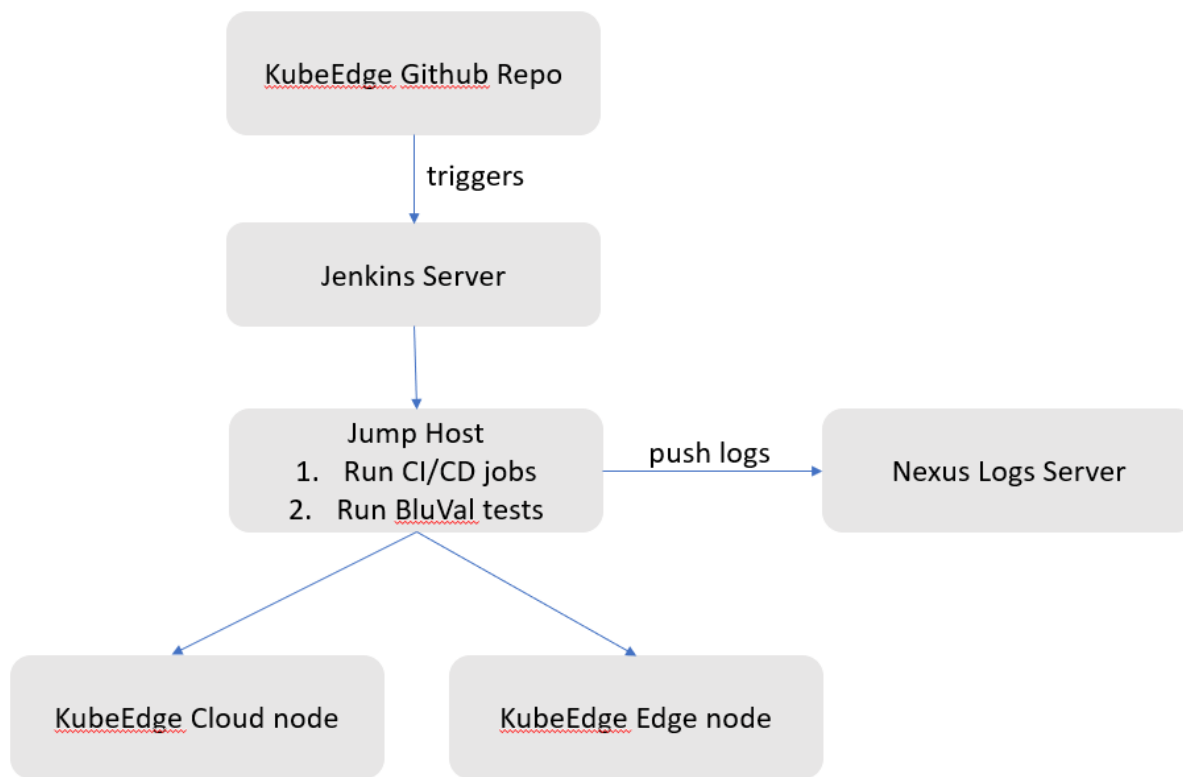 KubeEdge Github Repo
triggers
Jenkins Server
Jump Host
1. Run CI/CD jobs
2. Run BluVal tests
push logs
Nexus Logs Server
KubeEdge Cloud node
KubeEdge Edge node